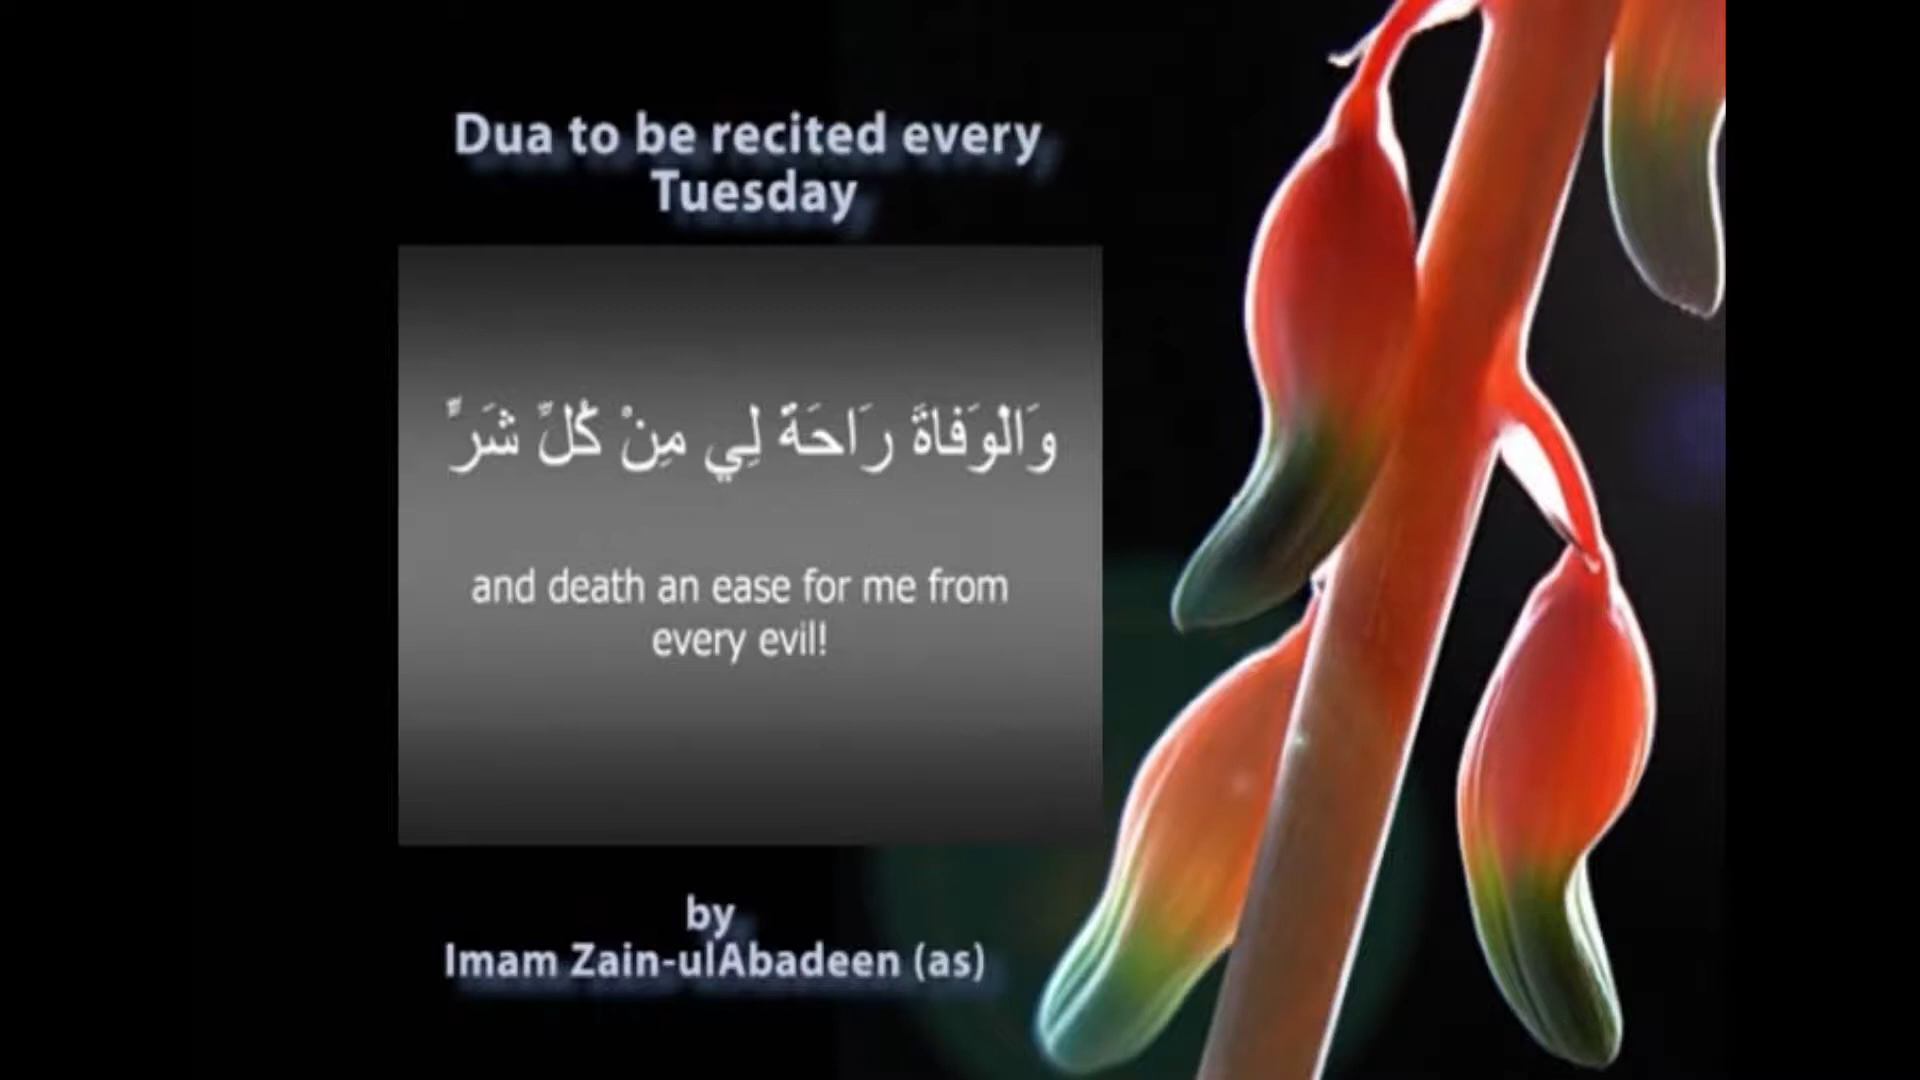 Dua to be recited every
Tuesday
وَالْوَفَاةَ رَاحَةً لِي مِنْ كُلِّ شَرٍّ
and death an ease for me from
every evil!
by
Imam Zain-ulAbadeen (as)